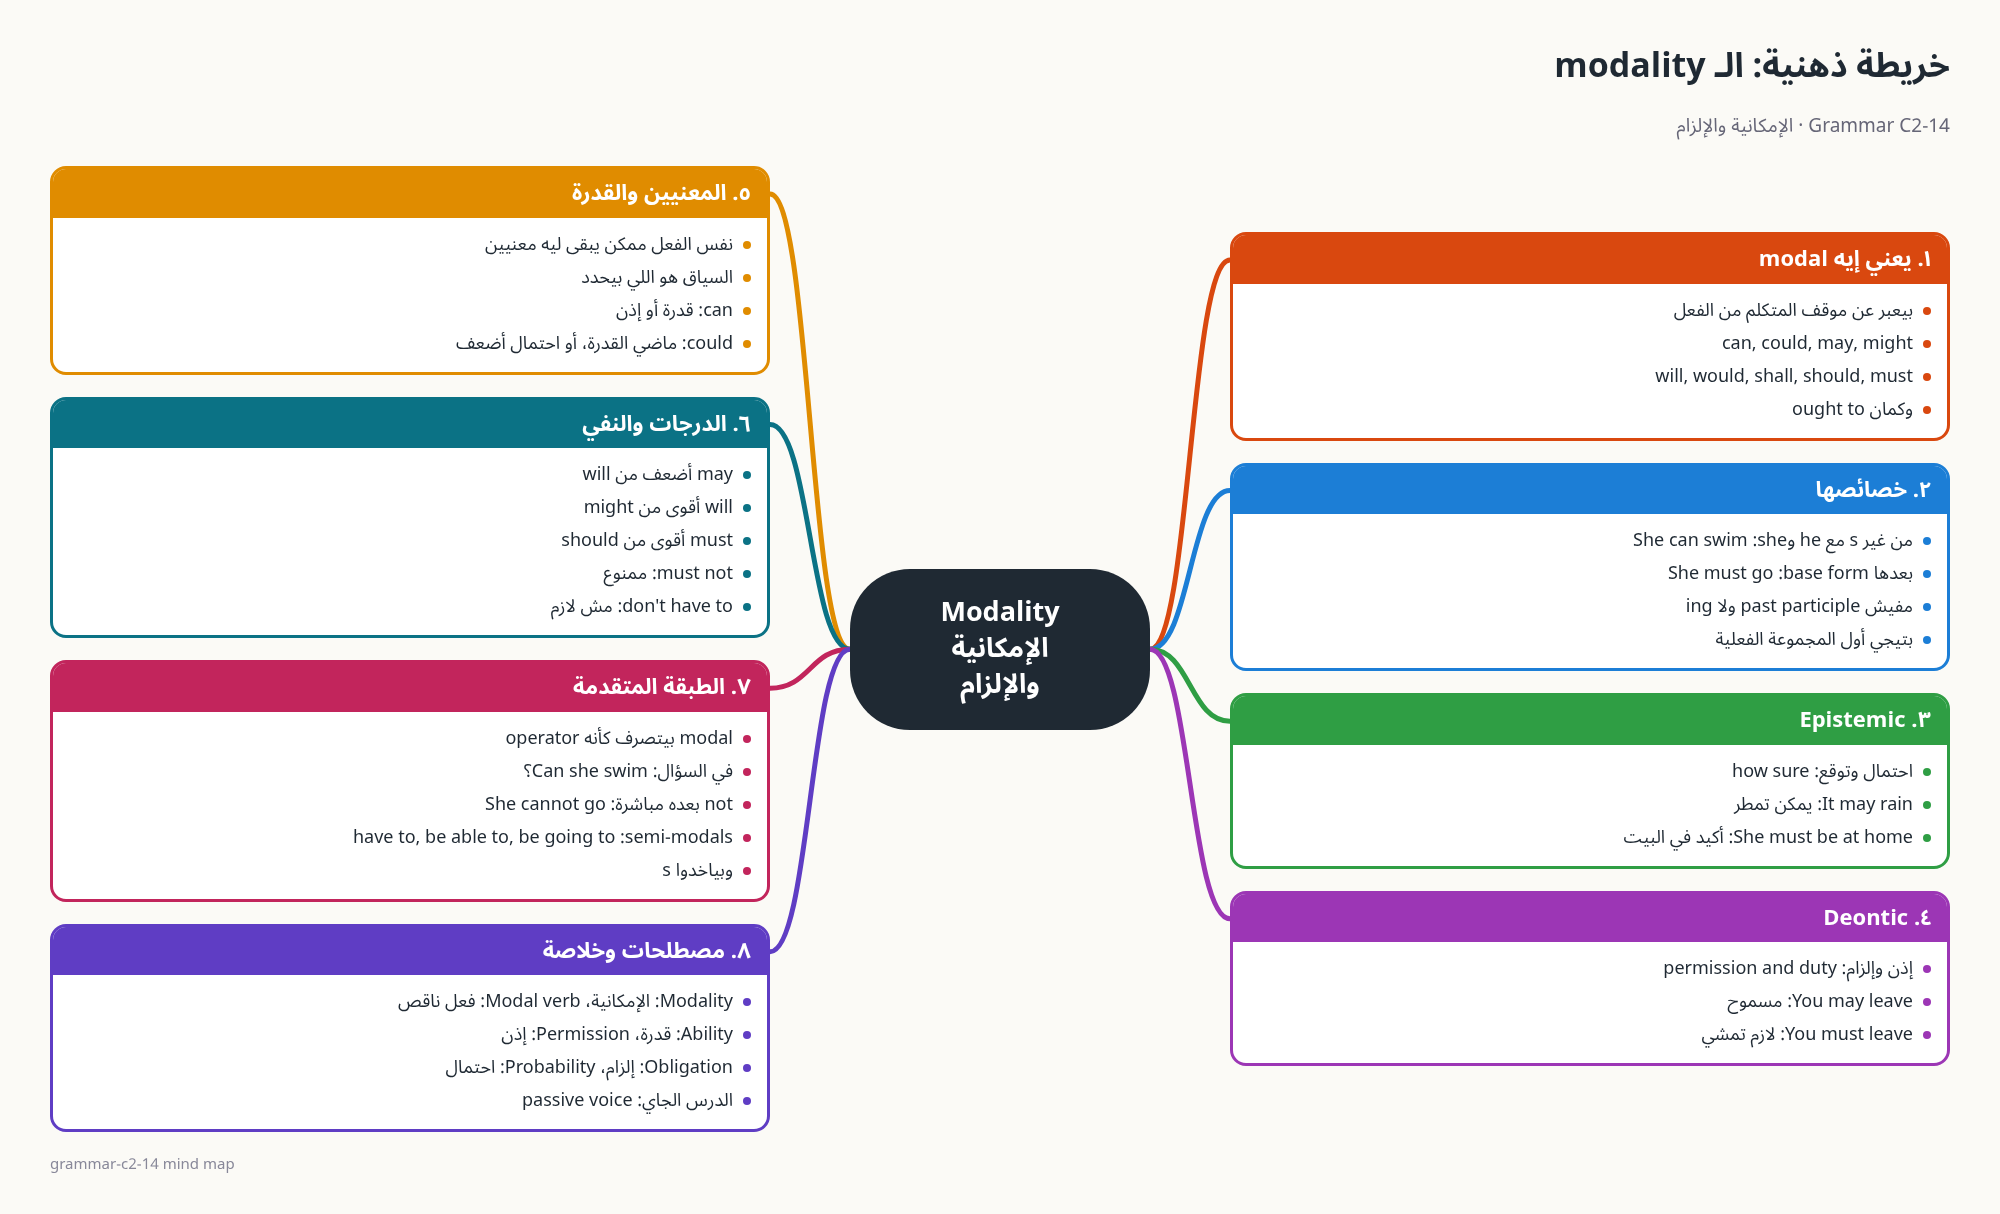 خريطة ذهنية: الـ modality
Grammar C2-14 · الإمكانية والإلزام
١. يعني إيه modal
بيعبر عن موقف المتكلم من الفعل
can, could, may, might
will, would, shall, should, must
وكمان ought to
٢. خصائصها
من غير s مع he وshe: She can swim
بعدها base form: She must go
مفيش past participle ولا ing
بتيجي أول المجموعة الفعلية
٣. Epistemic
احتمال وتوقع: how sure
It may rain: يمكن تمطر
She must be at home: أكيد في البيت
٤. Deontic
إذن وإلزام: permission and duty
You may leave: مسموح
You must leave: لازم تمشي
Modality
الإمكانية
والإلزام
٥. المعنيين والقدرة
نفس الفعل ممكن يبقى ليه معنيين
السياق هو اللي بيحدد
can: قدرة أو إذن
could: ماضي القدرة، أو احتمال أضعف
٦. الدرجات والنفي
may أضعف من will
will أقوى من might
must أقوى من should
must not: ممنوع
don't have to: مش لازم
٧. الطبقة المتقدمة
modal بيتصرف كأنه operator
في السؤال: Can she swim؟
not بعده مباشرة: She cannot go
semi-modals: have to, be able to, be going to
وبياخدوا s
٨. مصطلحات وخلاصة
Modality: الإمكانية، Modal verb: فعل ناقص
Ability: قدرة، Permission: إذن
Obligation: إلزام، Probability: احتمال
الدرس الجاي: passive voice
grammar-c2-14 mind map